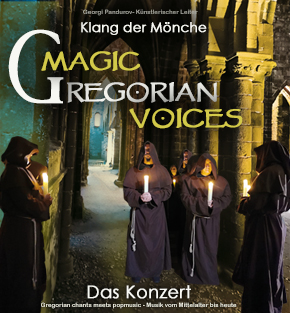 Georgi Pandurov- Künstlerischer Leiter
Klang der Mönche
MAGIC
GREGORIAN
VOICES
Das Konzert
Gregorian chants meets popmusic - Musik vom Mittelalter bis heute